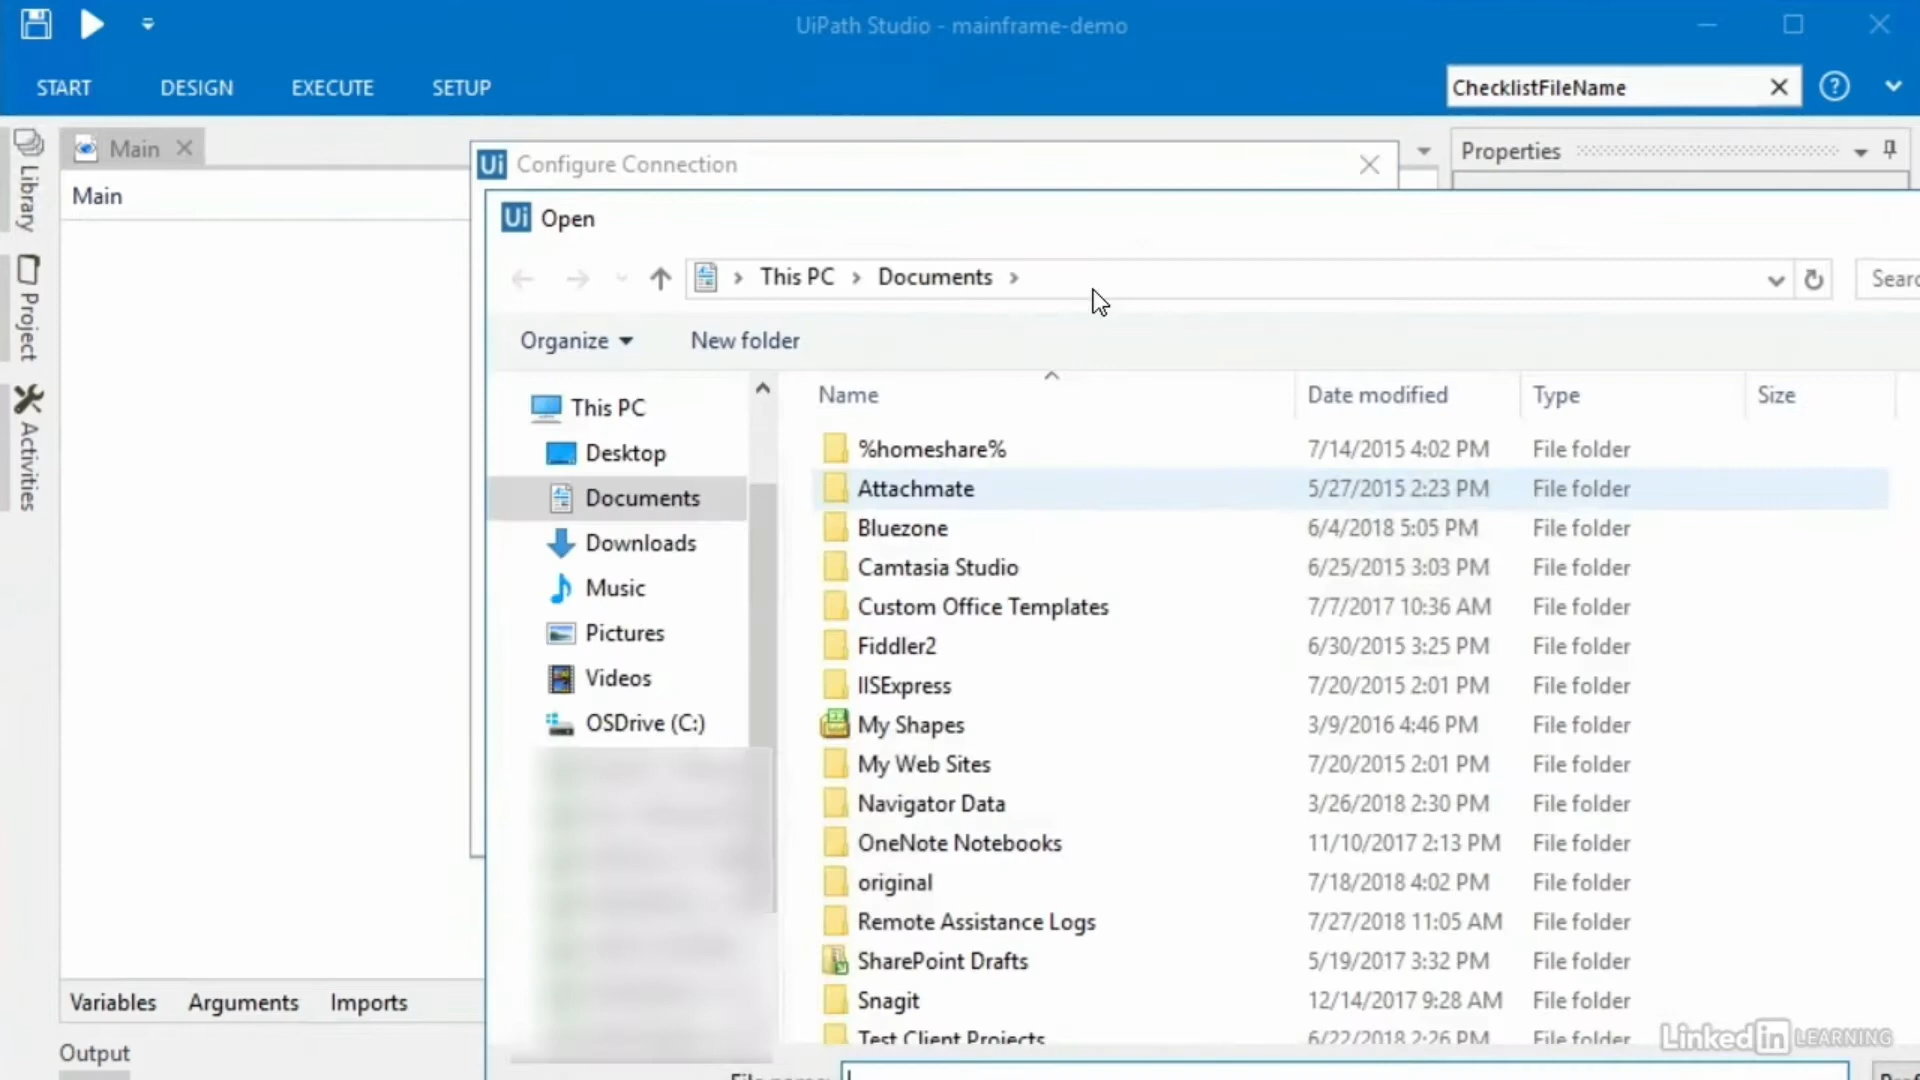 UiPath Studio - mainframe-demo
START DESIGN EXECUTE SETUP ChecklistFileName ?
Library
Project
Activities
Main
Main
Ui Configure Connection
Properties
Ui Open
This PC Documents
Searc
Organize New folder
This PC
Desktop
Documents
Downloads
Music
Pictures
Videos
OSDrive (C:)
Name Date modified Type Size
%homeshare% 7/14/2015 4:02 PM File folder
Attachmate 5/27/2015 2:23 PM File folder
Bluezone 6/4/2018 5:05 PM File folder
Camtasia Studio 6/25/2015 3:03 PM File folder
Custom Office Templates 7/7/2017 10:36 AM File folder
Fiddler2 6/30/2015 3:25 PM File folder
IISExpress 7/20/2015 2:01 PM File folder
My Shapes 3/9/2016 4:46 PM File folder
My Web Sites 7/20/2015 2:01 PM File folder
Navigator Data 3/26/2018 2:30 PM File folder
OneNote Notebooks 11/10/2017 2:13 PM File folder
original 7/18/2018 4:02 PM File folder
Remote Assistance Logs 7/27/2018 11:05 AM File folder
SharePoint Drafts 5/19/2017 3:32 PM File folder
Snagit 12/14/2017 9:28 AM File folder
Test Client Projects 6/22/2018 2:26 PM File folder
File name:
Variables Arguments Imports
Output
LinkedIn LEARNING